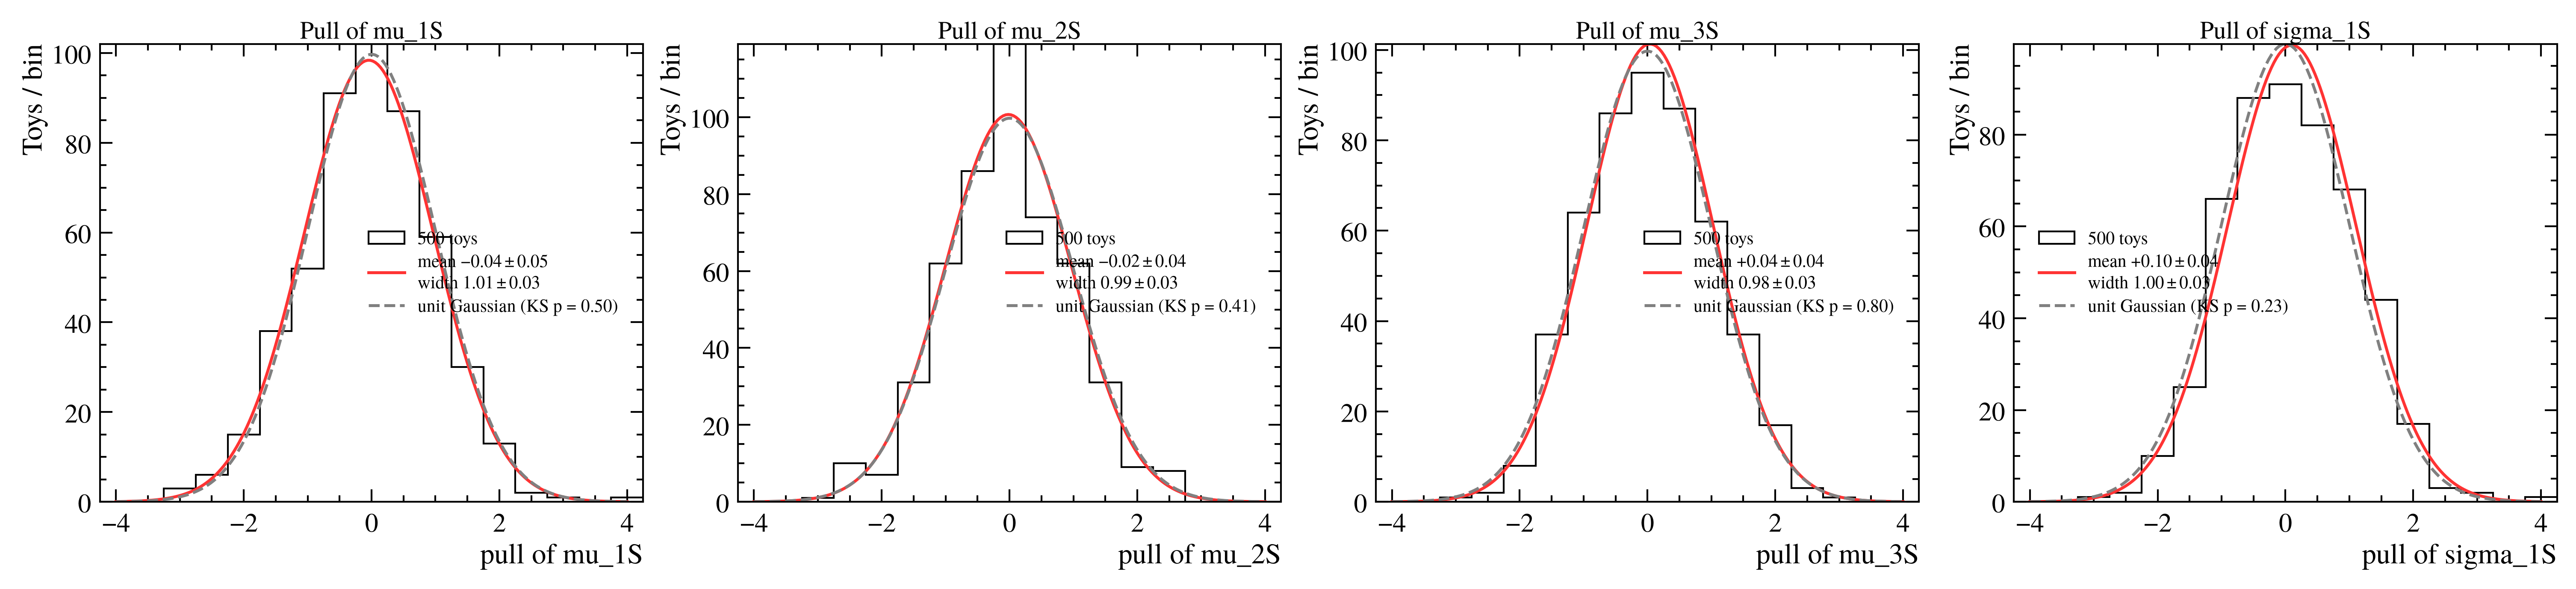 Pull of mu_1S
Toys / bin
100
80
60
40
20
0
500 toys
mean −0.04 ± 0.05
width 1.01 ± 0.03
unit Gaussian (KS p = 0.50)
−4 −2 0 2 4
pull of mu_1S
Pull of mu_2S
Toys / bin
100
80
60
40
20
0
500 toys
mean −0.02 ± 0.04
width 0.99 ± 0.03
unit Gaussian (KS p = 0.41)
−4 −2 0 2 4
pull of mu_2S
Pull of mu_3S
Toys / bin
100
80
60
40
20
0
500 toys
mean +0.04 ± 0.04
width 0.98 ± 0.03
unit Gaussian (KS p = 0.80)
−4 −2 0 2 4
pull of mu_3S
Pull of sigma_1S
Toys / bin
80
60
40
20
0
500 toys
mean +0.10 ± 0.04
width 1.00 ± 0.03
unit Gaussian (KS p = 0.23)
−4 −2 0 2 4
pull of sigma_1S